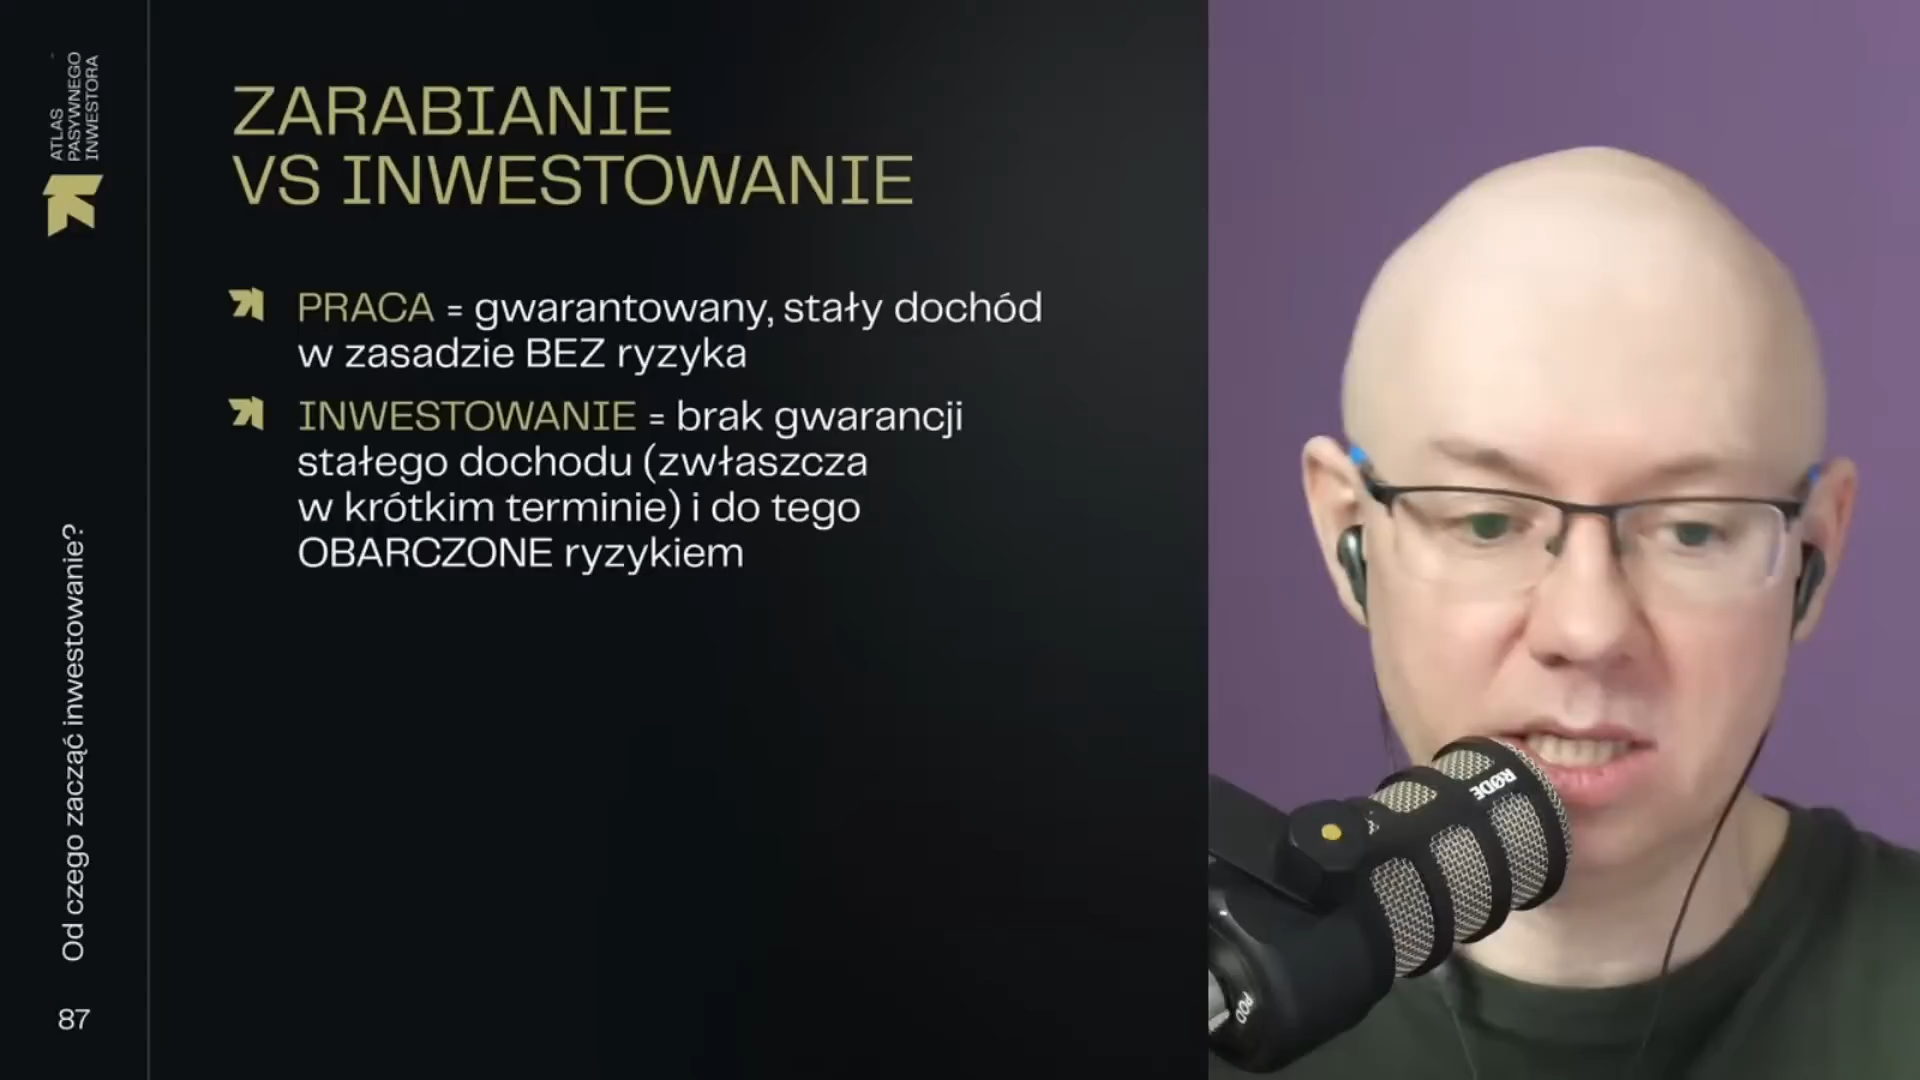 ATLAS
PASYWNEGO
INWESTORA
Od czego zacząć inwestowanie?
87
ZARABIANIE
VS INWESTOWANIE
PRACA = gwarantowany, stały dochód
w zasadzie BEZ ryzyka
INWESTOWANIE = brak gwarancji
stałego dochodu (zwłaszcza
w krótkim terminie) i do tego
OBARCZONE ryzykiem
RØDE
POD